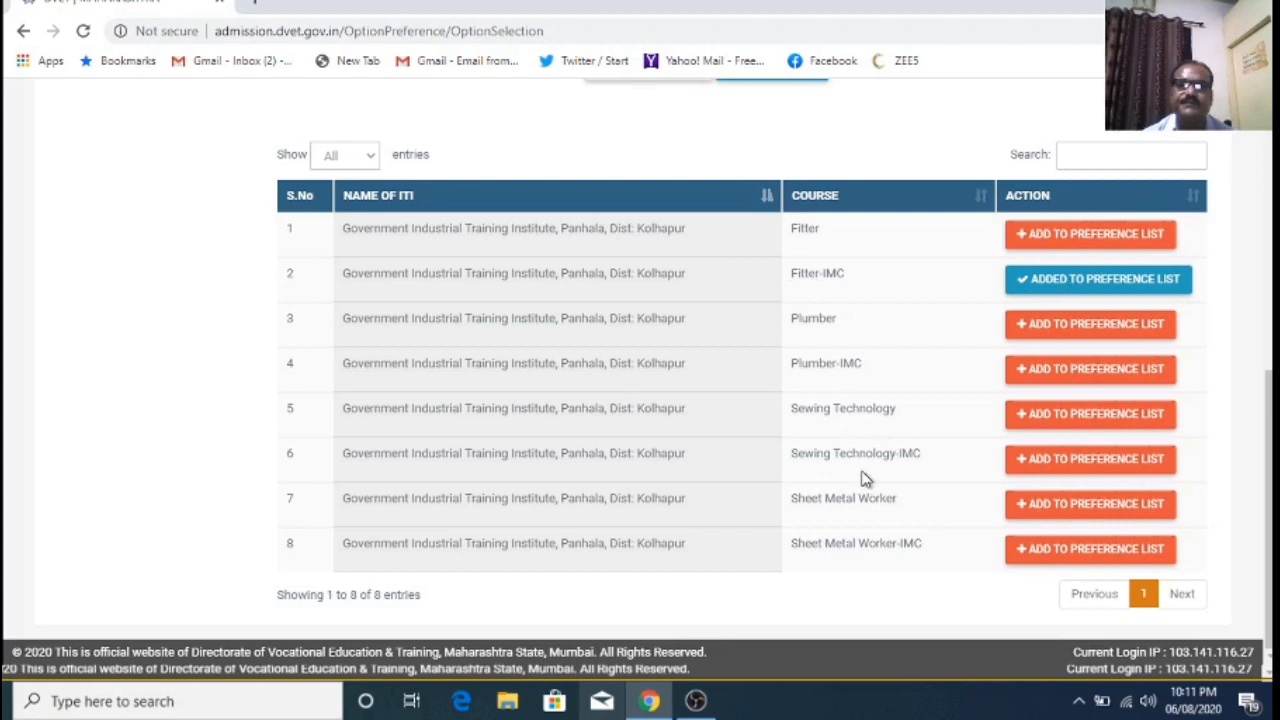 Not secure | admission.dvet.gov.in/OptionPreference/OptionSelection
Apps Bookmarks Gmail - Inbox (2) -... New Tab Gmail - Email from... Twitter / Start Yahoo! Mail - Free... Facebook ZEE5
Show All entries Search:
S.No NAME OF ITI COURSE ACTION
1 Government Industrial Training Institute, Panhala, Dist: Kolhapur Fitter + ADD TO PREFERENCE LIST
2 Government Industrial Training Institute, Panhala, Dist: Kolhapur Fitter-IMC ✔ ADDED TO PREFERENCE LIST
3 Government Industrial Training Institute, Panhala, Dist: Kolhapur Plumber + ADD TO PREFERENCE LIST
4 Government Industrial Training Institute, Panhala, Dist: Kolhapur Plumber-IMC + ADD TO PREFERENCE LIST
5 Government Industrial Training Institute, Panhala, Dist: Kolhapur Sewing Technology + ADD TO PREFERENCE LIST
6 Government Industrial Training Institute, Panhala, Dist: Kolhapur Sewing Technology-IMC + ADD TO PREFERENCE LIST
7 Government Industrial Training Institute, Panhala, Dist: Kolhapur Sheet Metal Worker + ADD TO PREFERENCE LIST
8 Government Industrial Training Institute, Panhala, Dist: Kolhapur Sheet Metal Worker-IMC + ADD TO PREFERENCE LIST
Showing 1 to 8 of 8 entries Previous 1 Next
© 2020 This is official website of Directorate of Vocational Education & Training, Maharashtra State, Mumbai. All Rights Reserved. Current Login IP : 103.141.116.27
20 This is official website of Directorate of Vocational Education & Training, Maharashtra State, Mumbai. All Rights Reserved. Current Login IP : 103.141.116.27
Type here to search 10:11 PM
06/08/2020 19